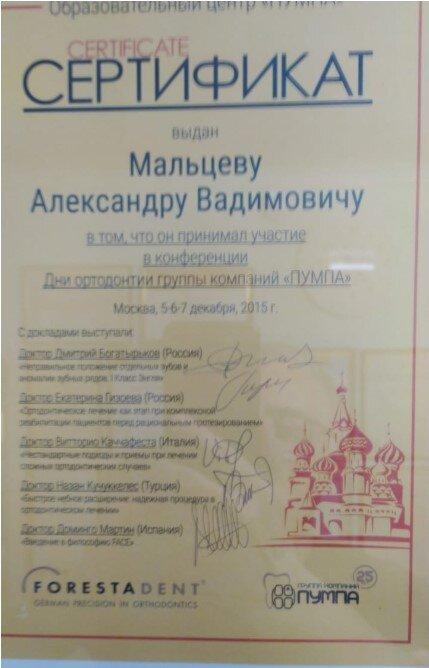 Образовательный центр «ПУМПА»
CERTIFICATE
СЕРТИФИКАТ
выдан
Мальцеву
Александру Вадимовичу
в том, что он принимал участие
в конференции
Дни ортодонтии группы компаний «ПУМПА»
Москва, 5-6-7 декабря, 2015 г.
С докладами выступали:
Доктор Дмитрий Богатырьков (Россия)
«Неправильное положение отдельных зубов и
аномалии зубных рядов. I Класс Энгля»
Доктор Екатерина Гизоева (Россия)
«Ортодонтическое лечение как этап при комплексной
реабилитации пациентов перед рациональным протезированием»
Доктор Витторио Каччафеста (Италия)
«Нестандартные подходы и приемы при лечении
сложных ортодонтических случаев»
Доктор Назан Кучуккелес (Турция)
«Быстрое небное расширение: надежная процедура в
ортодонтическом лечении»
Доктор Доминго Мартин (Испания)
«Введение в философию FACE»
FORESTADENT®
GERMAN PRECISION IN ORTHODONTICS
ГРУППА КОМПАНИЙ
ПУМПА
25